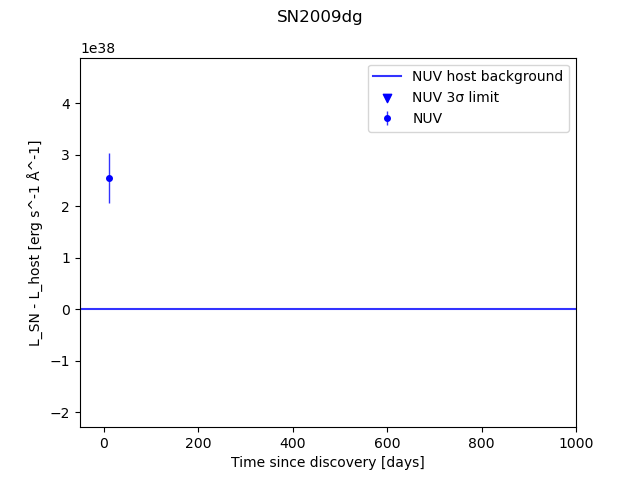 SN2009dg
1e38
NUV host background
NUV 3σ limit
NUV
4
3
2
1
0
−1
−2
L_SN - L_host [erg s^-1 Å^-1]
0 200 400 600 800 1000
Time since discovery [days]